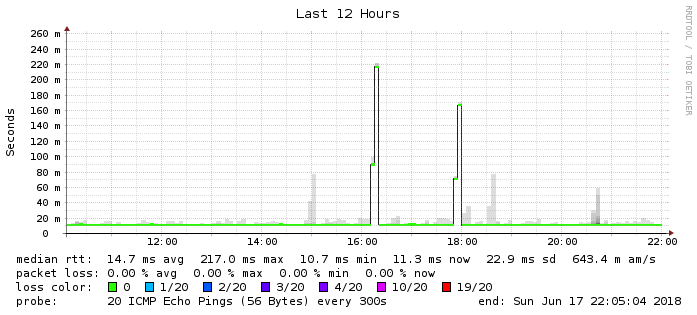 Last 12 Hours
RRDTOOL / TOBI OETIKER
Seconds
260 m
240 m
220 m
200 m
180 m
160 m
140 m
120 m
100 m
80 m
60 m
40 m
20 m
0
12:00 14:00 16:00 18:00 20:00 22:00
median rtt: 14.7 ms avg 217.0 ms max 10.7 ms min 11.3 ms now 22.9 ms sd 643.4 m am/s
packet loss: 0.00 % avg 0.00 % max 0.00 % min 0.00 % now
loss color: 0 1/20 2/20 3/20 4/20 10/20 19/20
probe: 20 ICMP Echo Pings (56 Bytes) every 300s end: Sun Jun 17 22:05:04 2018